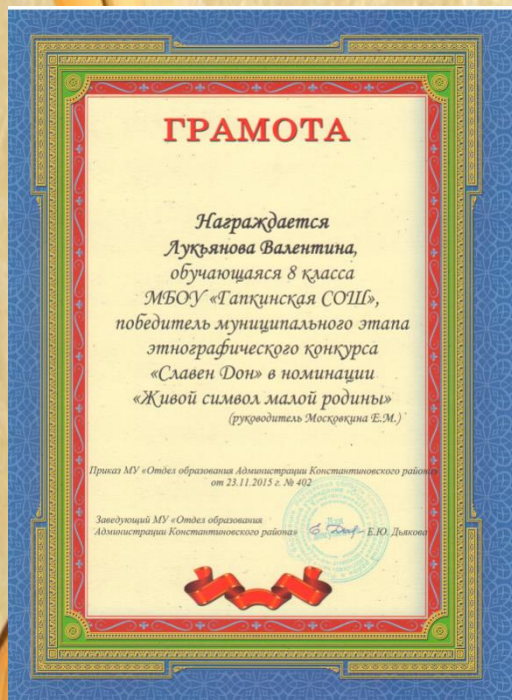 ГРАМОТА
Награждается
Лукьянова Валентина,
обучающаяся 8 класса
МБОУ «Гапкинская СОШ»,
победитель муниципального этапа
этнографического конкурса
«Славен Дон» в номинации
«Живой символ малой родины»
(руководитель Московкина Е.М.)
Приказ МУ «Отдел образования Администрации Константиновского района»
от 23.11.2015 г. № 402
Заведующий МУ «Отдел образования
Администрации Константиновского района» Е.Ю. Дьякова